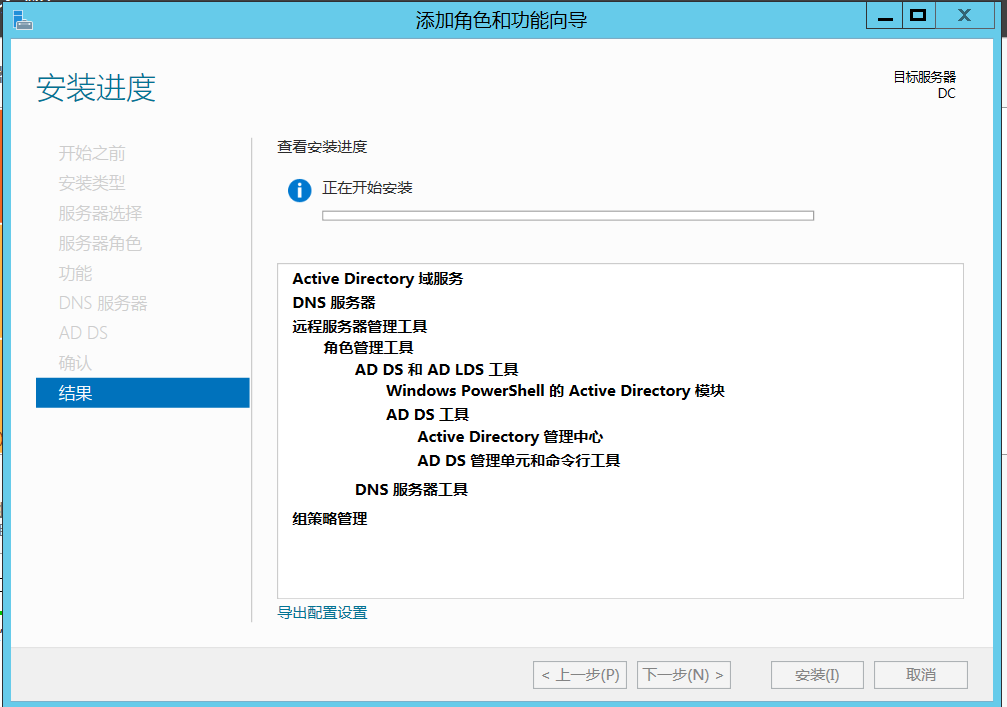 添加角色和功能向导
安装进度
目标服务器
DC
开始之前
安装类型
服务器选择
服务器角色
功能
DNS 服务器
AD DS
确认
结果
查看安装进度
正在开始安装
Active Directory 域服务
DNS 服务器
远程服务器管理工具
角色管理工具
AD DS 和 AD LDS 工具
Windows PowerShell 的 Active Directory 模块
AD DS 工具
Active Directory 管理中心
AD DS 管理单元和命令行工具
DNS 服务器工具
组策略管理
导出配置设置
< 上一步(P)
下一步(N) >
安装(I)
取消